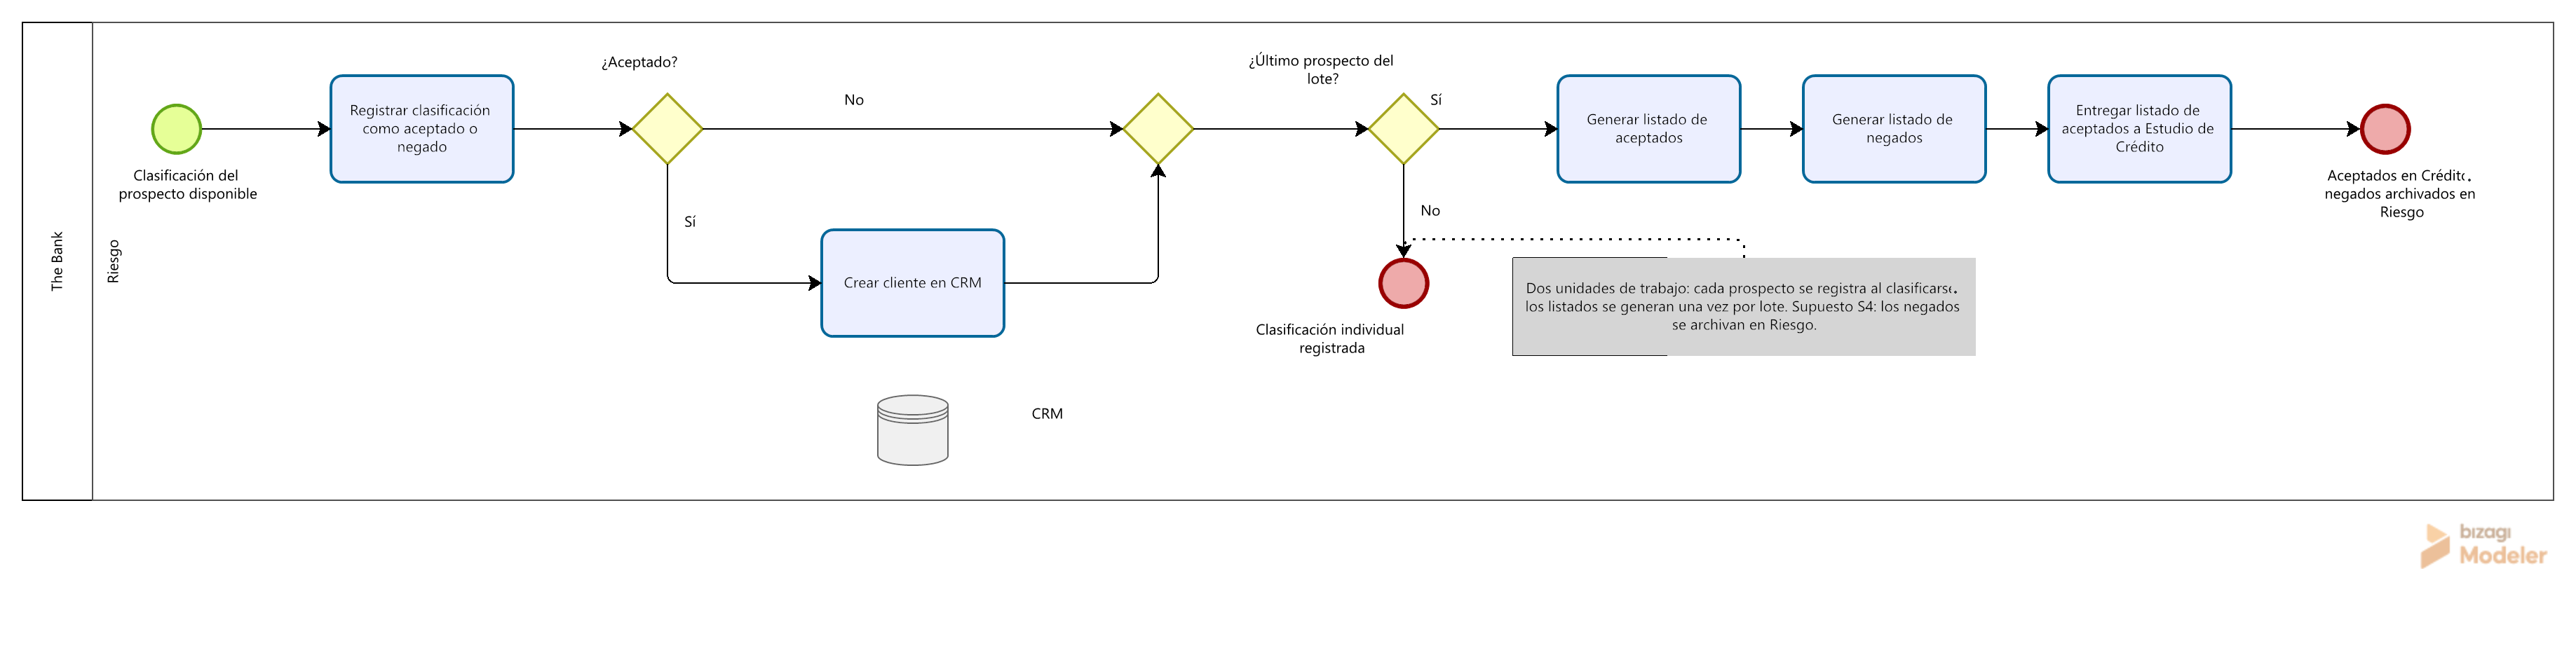 The Bank
Riesgo
Clasificación del
prospecto disponible
Registrar clasificación
como aceptado o
negado
¿Aceptado?
No
Sí
Crear cliente en CRM
CRM
¿Último prospecto del
lote?
Sí
No
Clasificación individual
registrada
Generar listado de
aceptados
Generar listado de
negados
Entregar listado de
aceptados a Estudio de
Crédito
Aceptados en Crédito.
negados archivados en
Riesgo
Dos unidades de trabajo: cada prospecto se registra al clasificarse.
los listados se generan una vez por lote. Supuesto S4: los negados
se archivan en Riesgo.
bizagi
Modeler